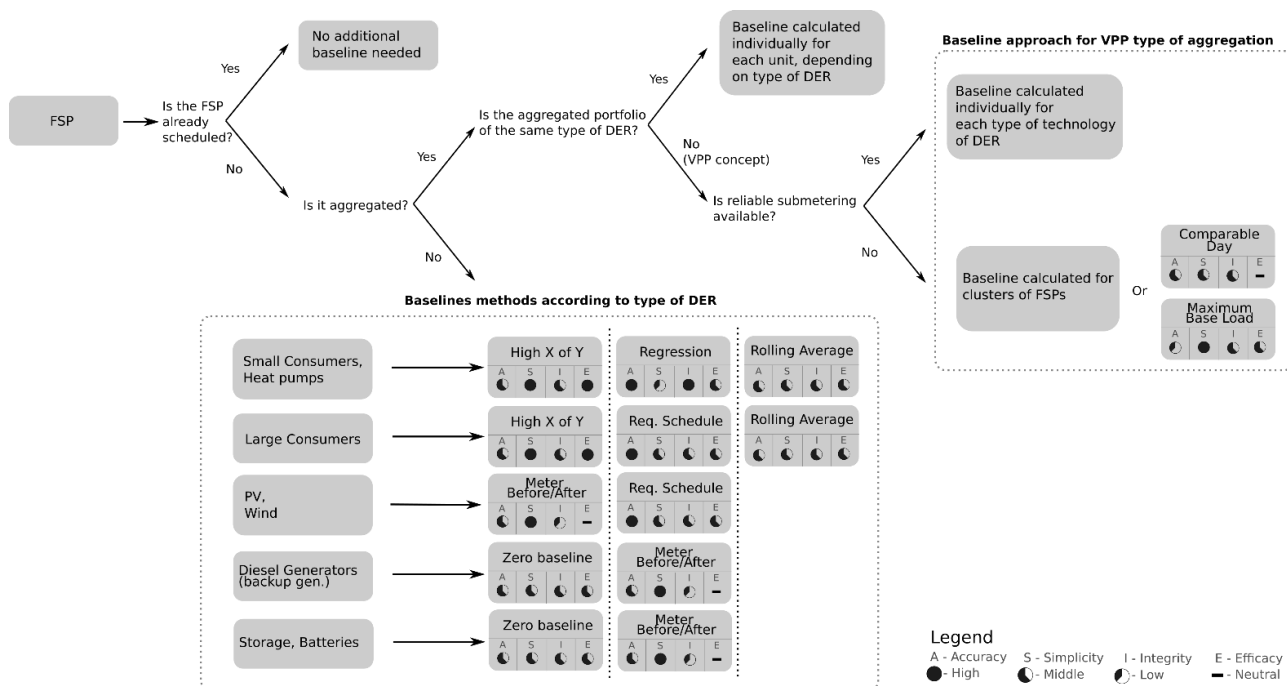 FSP
Is the FSP
already
scheduled?
Yes
No
No additional
baseline needed
Is it aggregated?
Yes
No
Is the aggregated portfolio
of the same type of DER?
Yes
No
(VPP concept)
Baseline calculated
individually for
each unit, depending
on type of DER
Is reliable submetering
available?
Yes
No
Baseline approach for VPP type of aggregation
Baseline calculated
individually for
each type of technology
of DER
Baseline calculated for
clusters of FSPs
Or
Comparable
Day
A S I E
Maximum
Base Load
A S I E
Baselines methods according to type of DER
Small Consumers,
Heat pumps
High X of Y
A S I E
Regression
A S I E
Rolling Average
A S I E
Large Consumers
High X of Y
A S I E
Req. Schedule
A S I E
Rolling Average
A S I E
PV,
Wind
Meter
Before/After
A S I E
Req. Schedule
A S I E
Diesel Generators
(backup gen.)
Zero baseline
A S I E
Meter
Before/After
A S I E
Storage, Batteries
Zero baseline
A S I E
Meter
Before/After
A S I E
Legend
A - Accuracy S - Simplicity I - Integrity E - Efficacy
- High - Middle - Low - Neutral